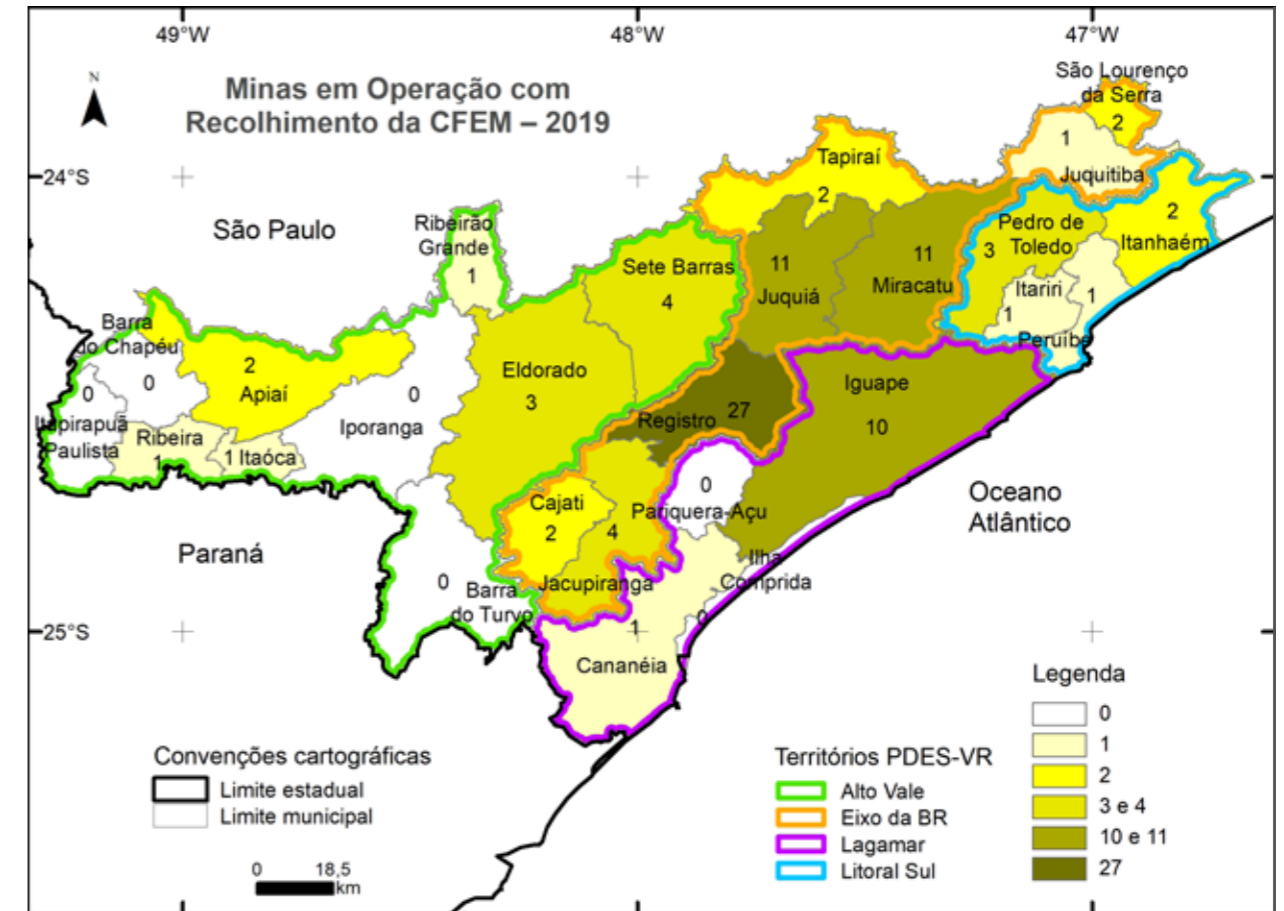 49°W
48°W
47°W
N
Minas em Operação com
Recolhimento da CFEM – 2019
24°S
25°S
São Paulo
Paraná
Oceano
Atlântico
São Lourenço
da Serra
2
1
Juquitiba
Tapiraí
2
2
Itanhaém
Pedro de
Toledo
3
Itariri
1
1
Peruíbe
11
Miracatu
11
Juquiá
Sete Barras
4
Ribeirão
Grande
1
Eldorado
3
Iguape
10
Registro
27
Barra
do Chapéu
0
2
Apiaí
0
Iporanga
0
Itapirapuã
Paulista
Ribeira
1
1
Itaóca
0
Pariquera-Açu
Cajati
2
4
Jacupiranga
0
Barra
do Turvo
Ilha
Comprida
0
1
Cananéia
Convenções cartográficas
Limite estadual
Limite municipal
0 18,5
km
Territórios PDES-VR
Alto Vale
Eixo da BR
Lagamar
Litoral Sul
Legenda
0
1
2
3 e 4
10 e 11
27